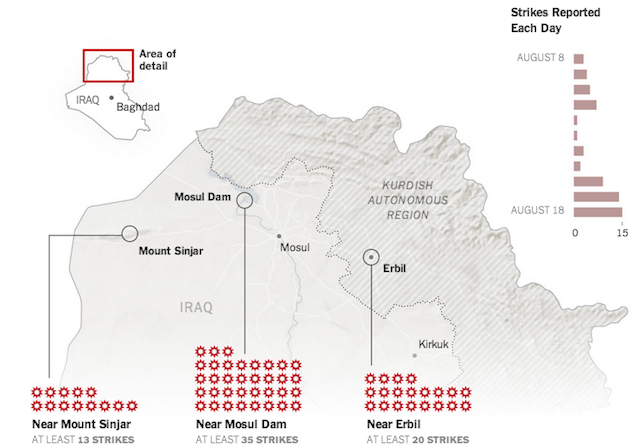 Strikes Reported
Each Day
AUGUST 8
AUGUST 18
0
15
Area of
detail
IRAQ
Baghdad
KURDISH
AUTONOMOUS
REGION
Mosul Dam
Mount Sinjar
Mosul
Erbil
IRAQ
Kirkuk
Near Mount Sinjar
AT LEAST 13 STRIKES
Near Mosul Dam
AT LEAST 35 STRIKES
Near Erbil
AT LEAST 20 STRIKES